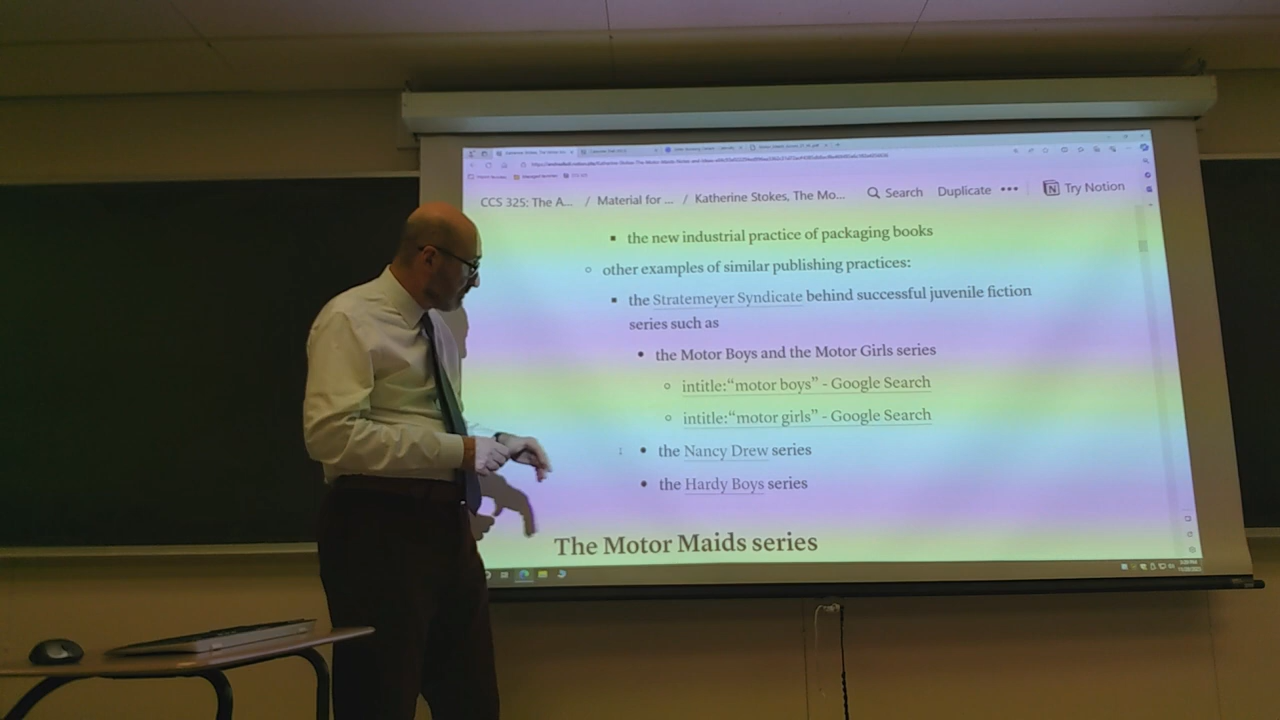 CCS 325: The A... / Material for ... / Katherine Stokes, The Mo... Search Duplicate ••• Try Notion
▪ the new industrial practice of packaging books
○ other examples of similar publishing practices:
▪ the Stratemeyer Syndicate behind successful juvenile fiction
series such as
• the Motor Boys and the Motor Girls series
○ intitle:“motor boys” - Google Search
○ intitle:“motor girls” - Google Search
• the Nancy Drew series
• the Hardy Boys series
The Motor Maids series